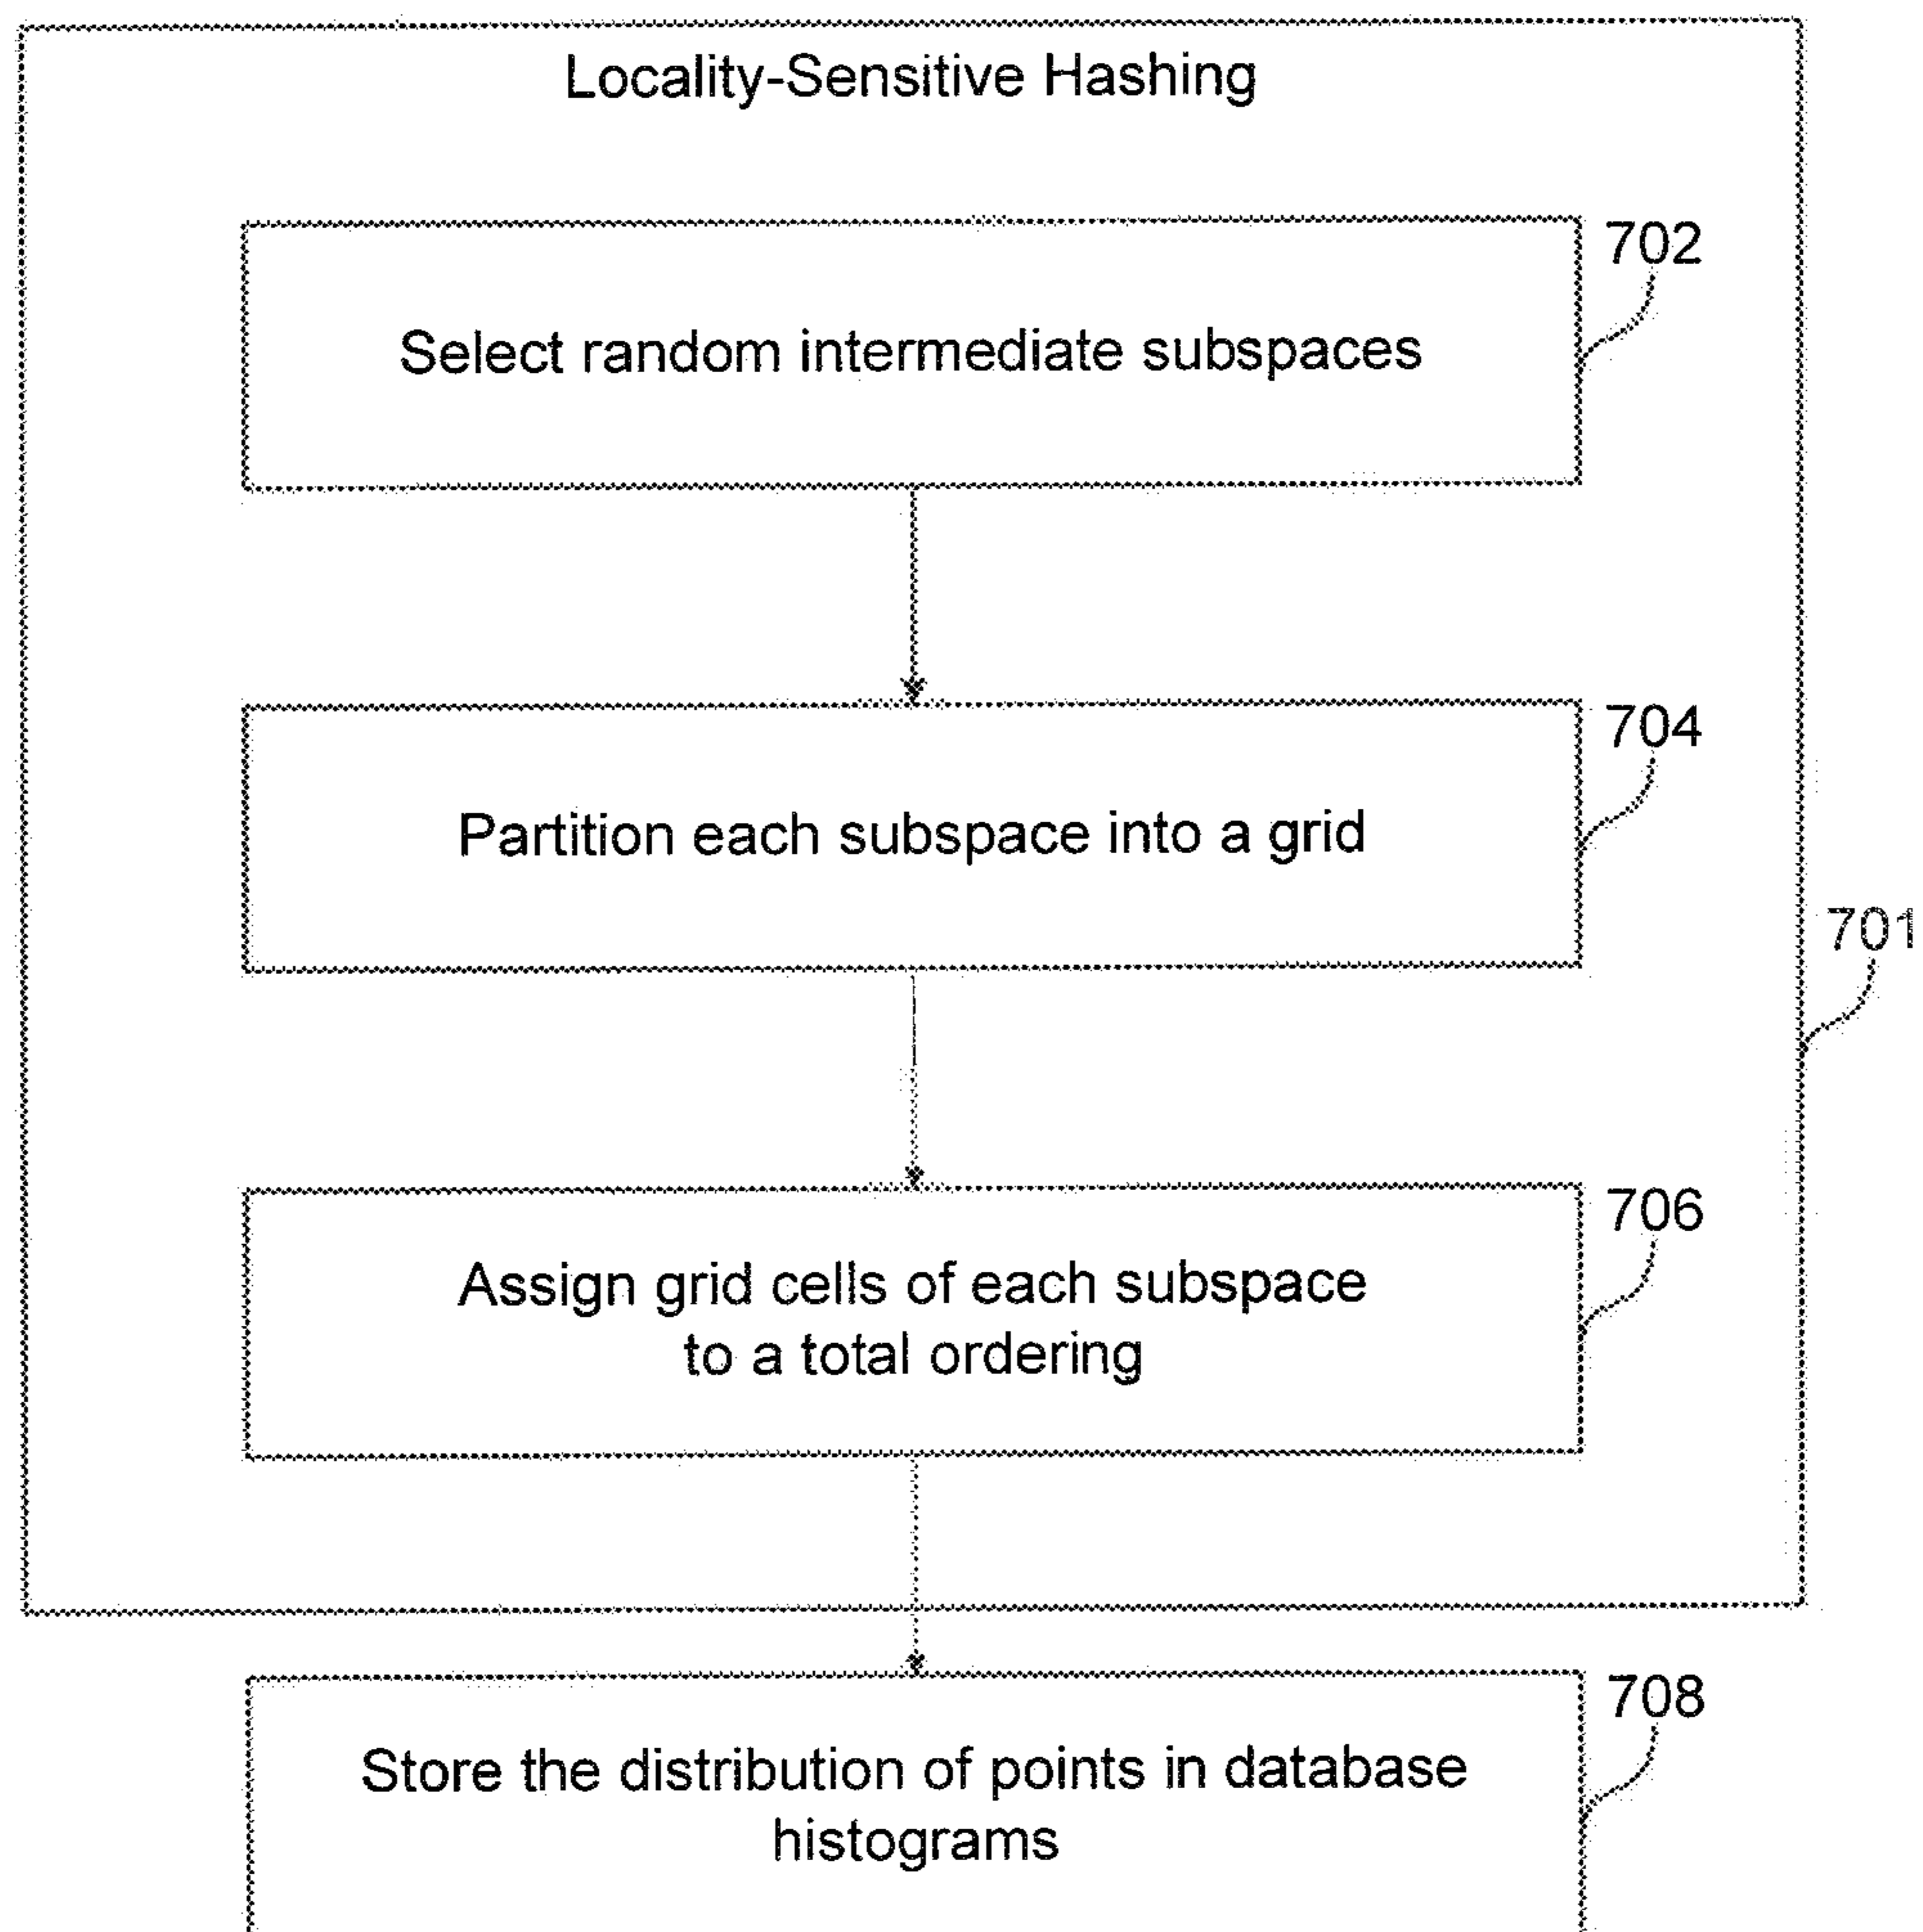 Locality-Sensitive Hashing
702
Select random intermediate subspaces
704
Partition each subspace into a grid
701
706
Assign grid cells of each subspace
to a total ordering
708
Store the distribution of points in database
histograms